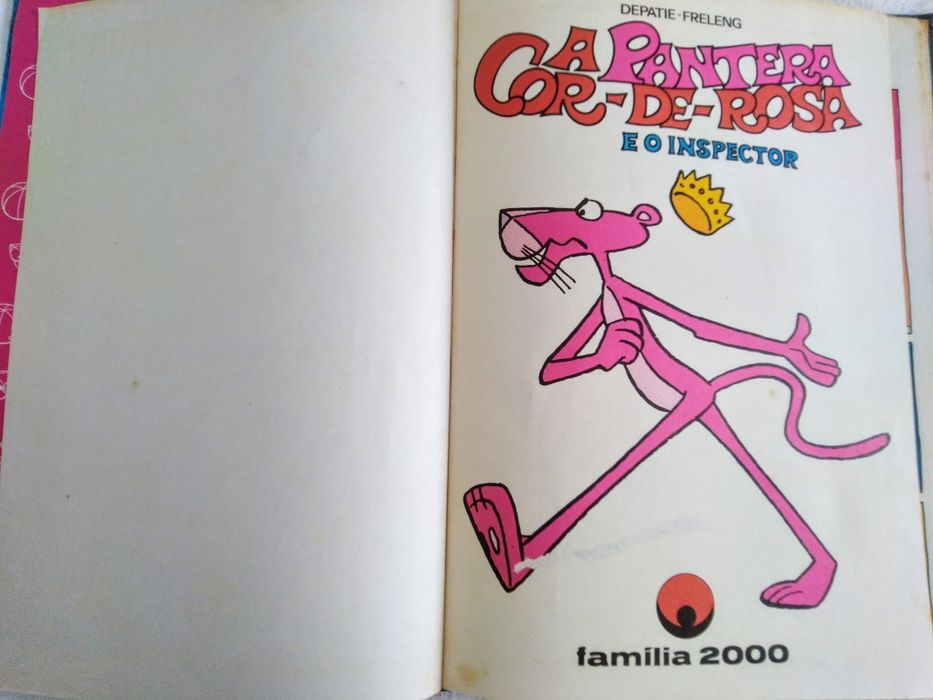 DEPATIE-FRELENG
A PANTERA
COR-DE-ROSA
E O INSPECTOR
família 2000